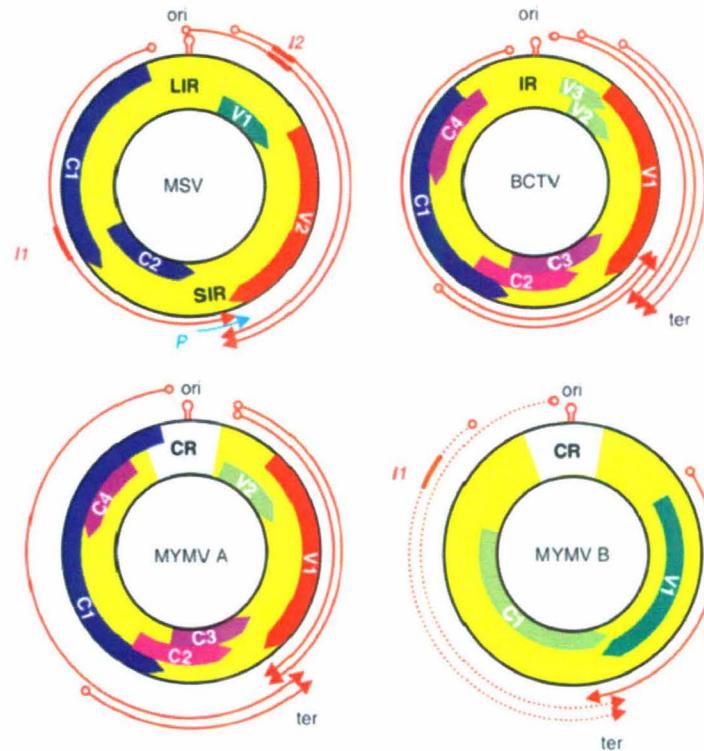 ori
I2
LIR
V1
C1
MSV
V2
C2
I1
SIR
P
ori
IR
V3
V2
C4
BCTV
V1
C1
C3
C2
ter
ori
CR
V2
C4
MYMV A
V1
C1
C3
C2
ter
ori
CR
I1
MYMV B
V1
C1
ter